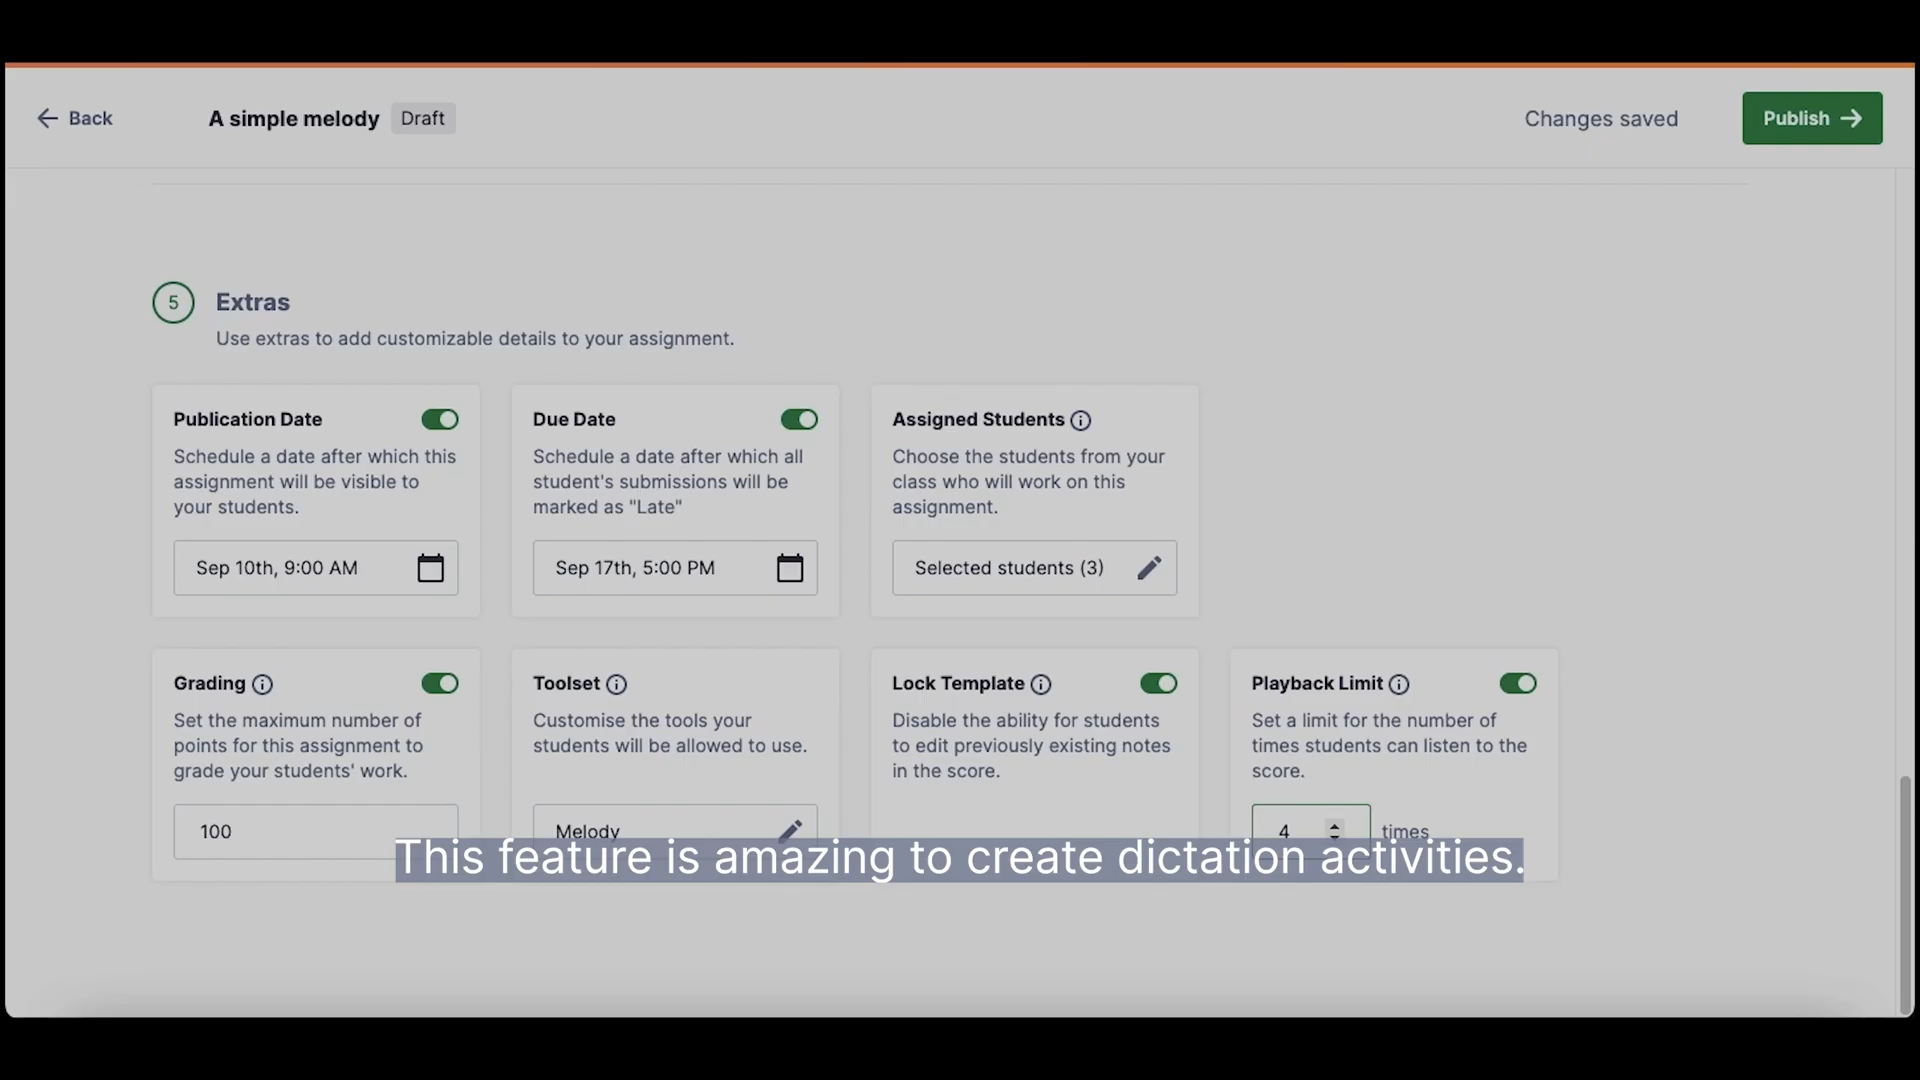 Back
A simple melody Draft
Changes saved
Publish
5 Extras
Use extras to add customizable details to your assignment.
Publication Date
Schedule a date after which this
assignment will be visible to
your students.
Sep 10th, 9:00 AM
Due Date
Schedule a date after which all
student's submissions will be
marked as "Late"
Sep 17th, 5:00 PM
Assigned Students
Choose the students from your
class who will work on this
assignment.
Selected students (3)
Grading
Set the maximum number of
points for this assignment to
grade your students' work.
100
Toolset
Customise the tools your
students will be allowed to use.
Melody
Lock Template
Disable the ability for students
to edit previously existing notes
in the score.
Playback Limit
Set a limit for the number of
times students can listen to the
score.
4 times
This feature is amazing to create dictation activities.